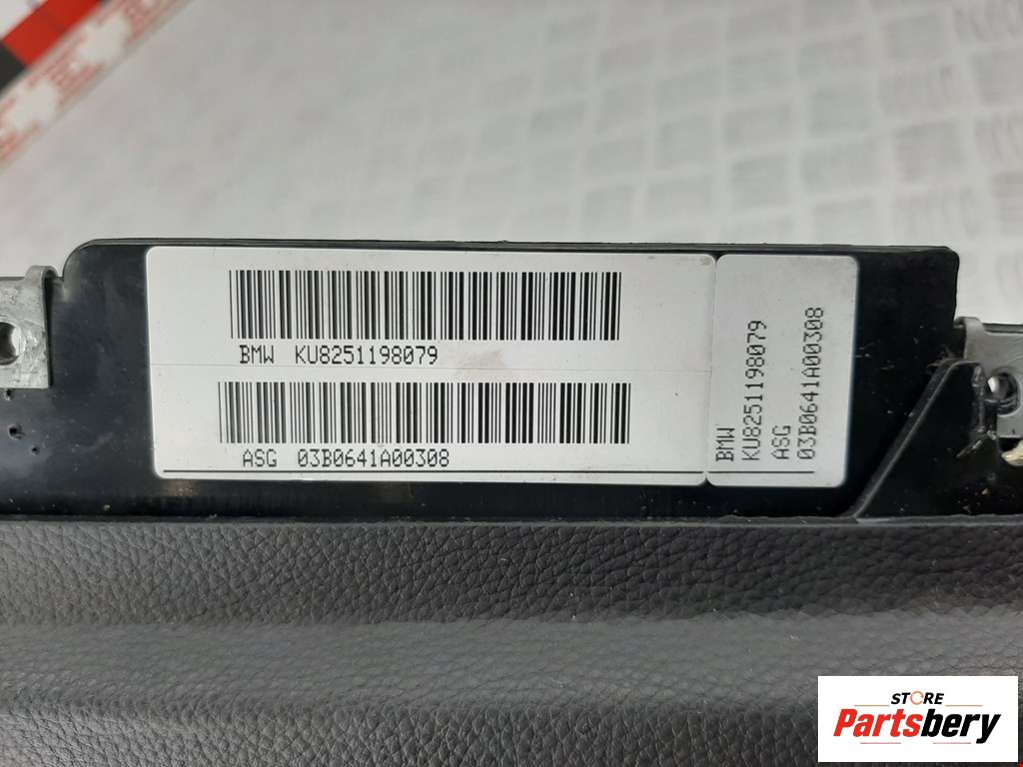 BMW KU8251198079
ASG 03B0641A00308
BMW
KU8251198079
ASG
03B0641A00308
STORE
Partsbery